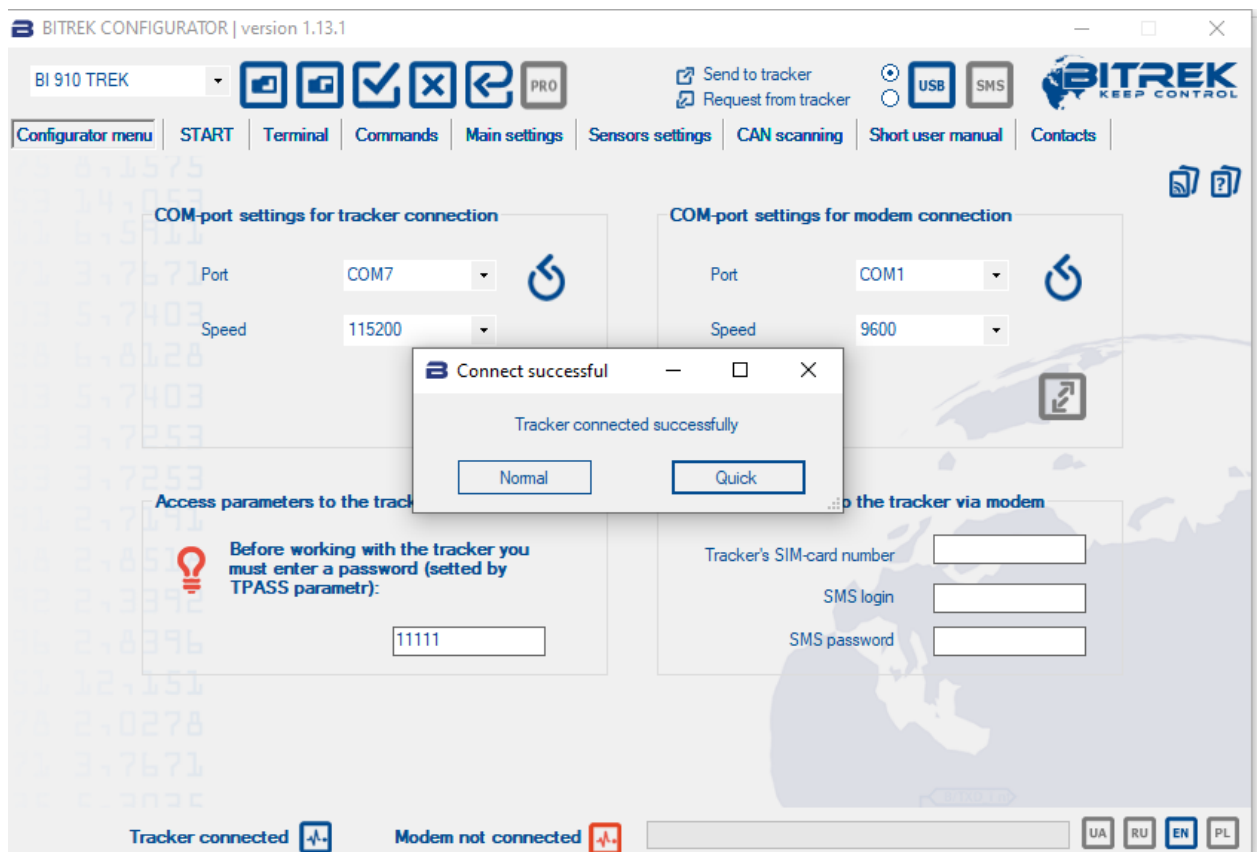 BITREK CONFIGURATOR | version 1.13.1
BI 910 TREK
PRO
Send to tracker
Request from tracker
USB
SMS
BITREK
KEEP CONTROL
Configurator menu START Terminal Commands Main settings Sensors settings CAN scanning Short user manual Contacts
COM-port settings for tracker connection
Port COM7
Speed 115200
COM-port settings for modem connection
Port COM1
Speed 9600
Connect successful
Tracker connected successfully
Normal Quick
Access parameters to the track
Before working with the tracker you
must enter a password (setted by
TPASS parametr):
11111
o the tracker via modem
Tracker's SIM-card number
SMS login
SMS password
Tracker connected
Modem not connected
UA RU EN PL